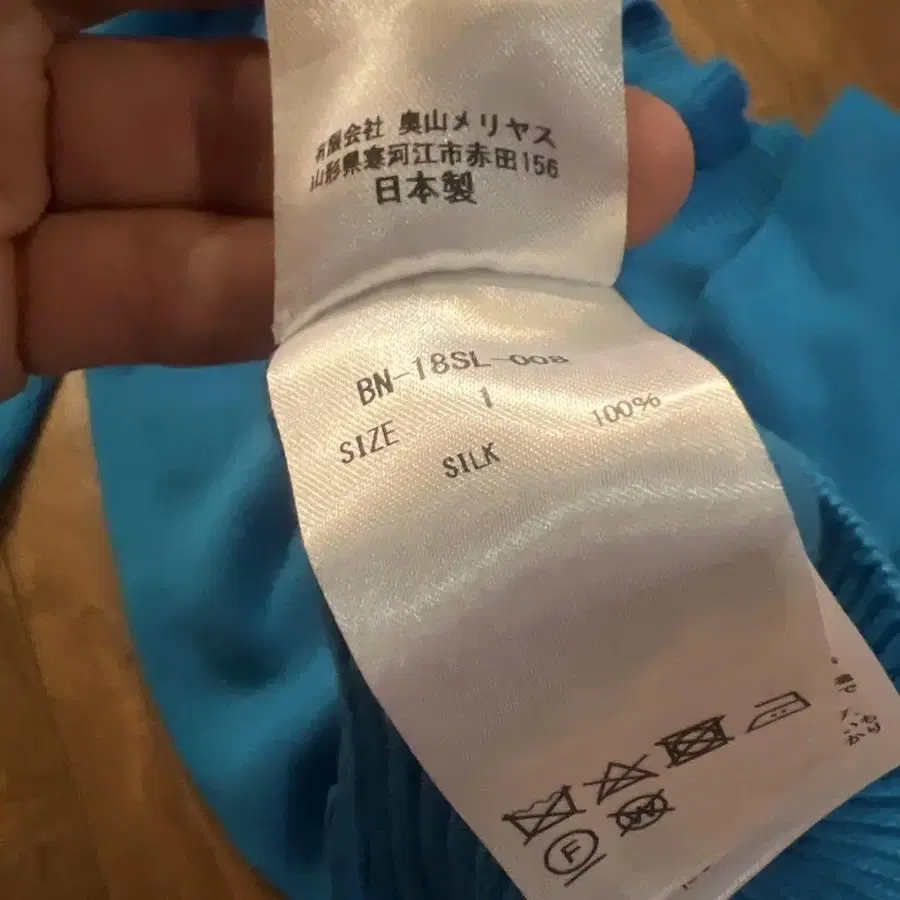 有限会社 奥山メリヤス
山形県寒河江市赤田156
日本製
BN-18SL-008
SIZE 1
SILK 100%
F
W